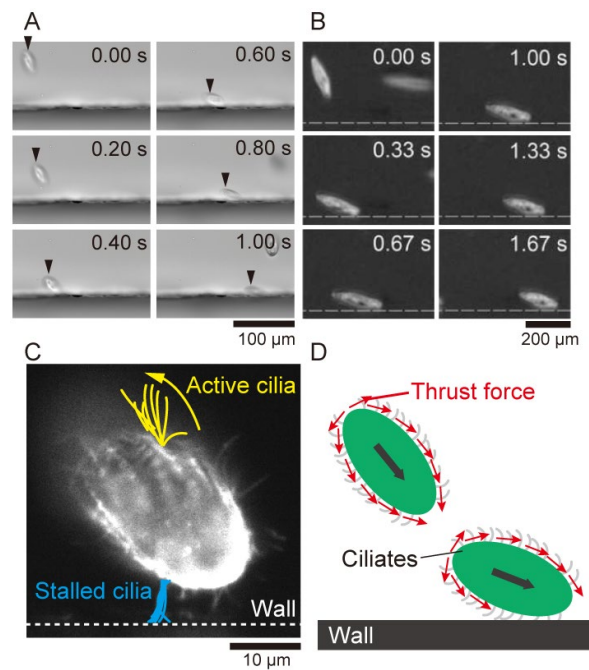 A
0.00 s
0.60 s
0.20 s
0.80 s
0.40 s
1.00 s
100 µm
B
0.00 s
1.00 s
0.33 s
1.33 s
0.67 s
1.67 s
200 µm
C
Active cilia
Stalled cilia
Wall
10 µm
D
Thrust force
Ciliates
Wall